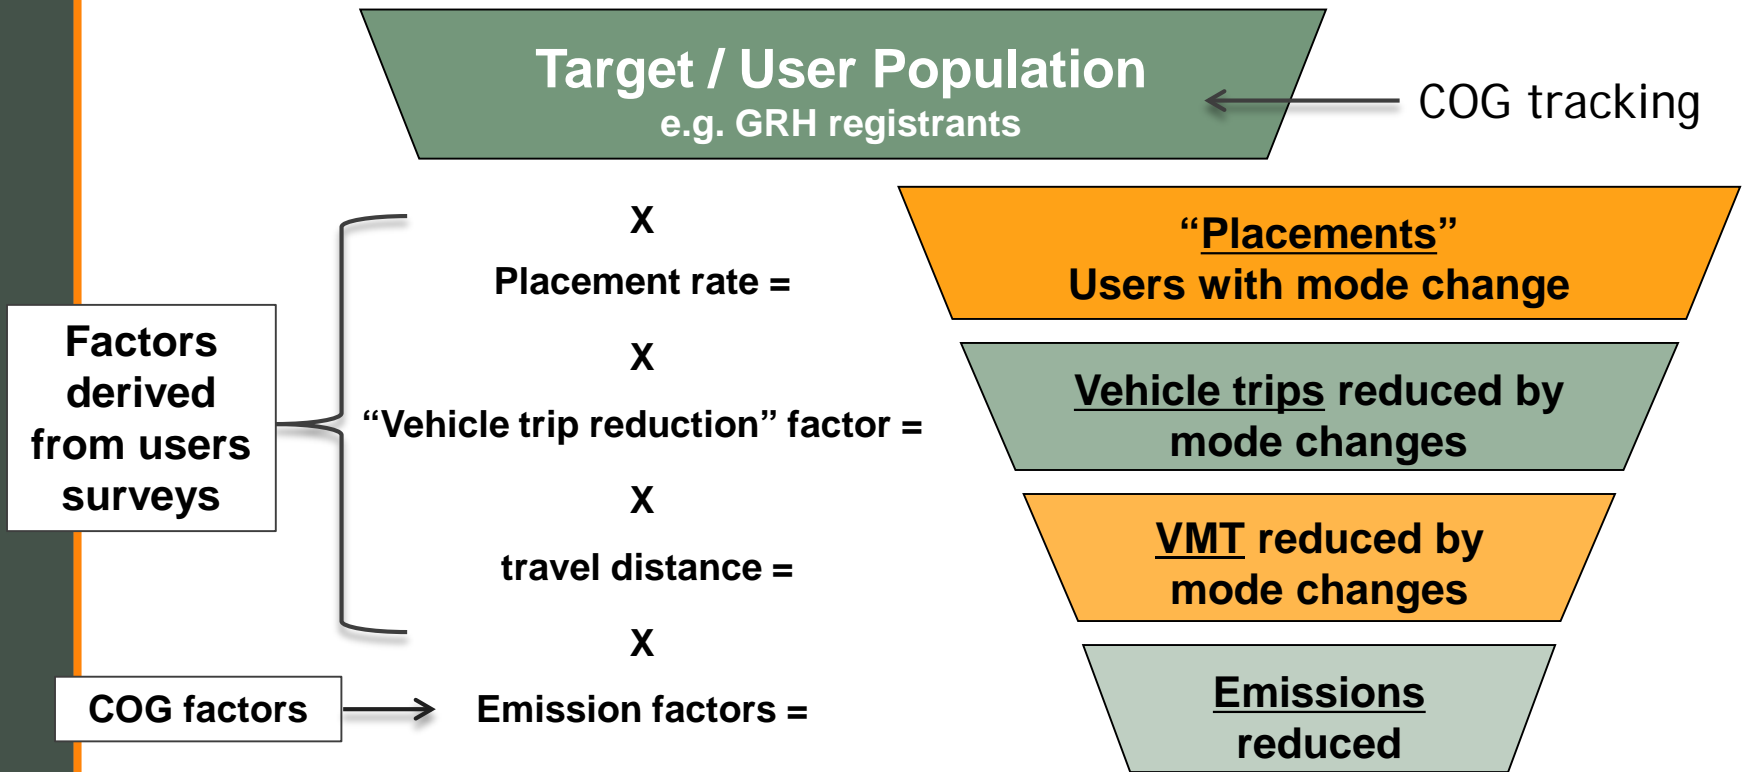 Target / User Population
e.g. GRH registrants
COG tracking
X
Placement rate =
“Placements”
Users with mode change
Factors
derived
from users
surveys
X
“Vehicle trip reduction” factor =
Vehicle trips reduced by
mode changes
X
travel distance =
VMT reduced by
mode changes
X
COG factors
Emission factors =
Emissions
reduced